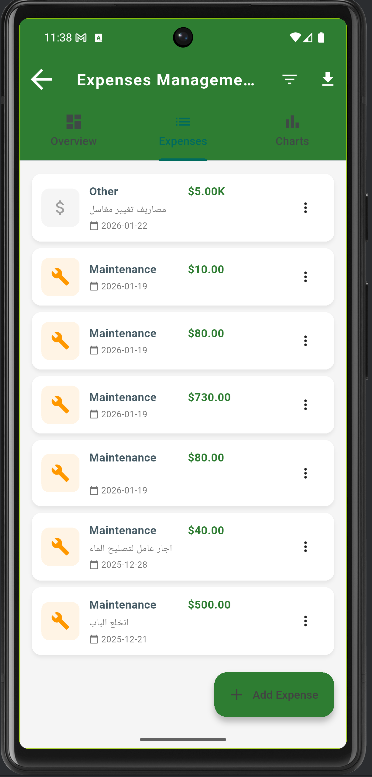 11:38
Expenses Manageme...
Overview
Expenses
Charts
Other $5.00K
مصاريف تغيير مفاسل
2026-01-22
Maintenance $10.00
2026-01-19
Maintenance $80.00
2026-01-19
Maintenance $730.00
2026-01-19
Maintenance $80.00
2026-01-19
Maintenance $40.00
اجار عامل لتصليح الماء
2025-12-28
Maintenance $500.00
انخلع الباب
2025-12-21
+ Add Expense